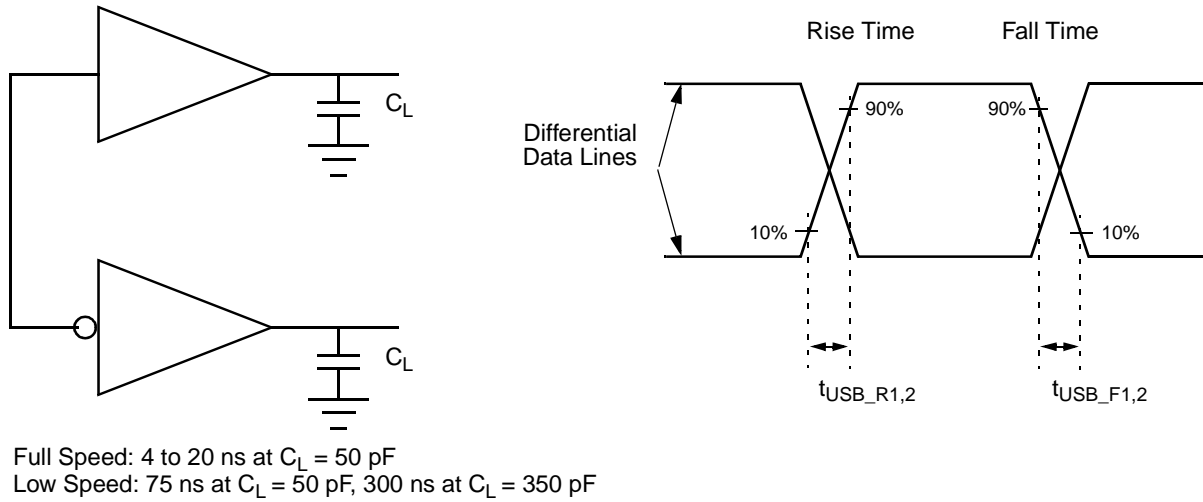 Rise Time
Fall Time
C_L
Differential
Data Lines
90%
90%
10%
10%
C_L
t_USB_R1,2
t_USB_F1,2
Full Speed: 4 to 20 ns at C_L = 50 pF
Low Speed: 75 ns at C_L = 50 pF, 300 ns at C_L = 350 pF